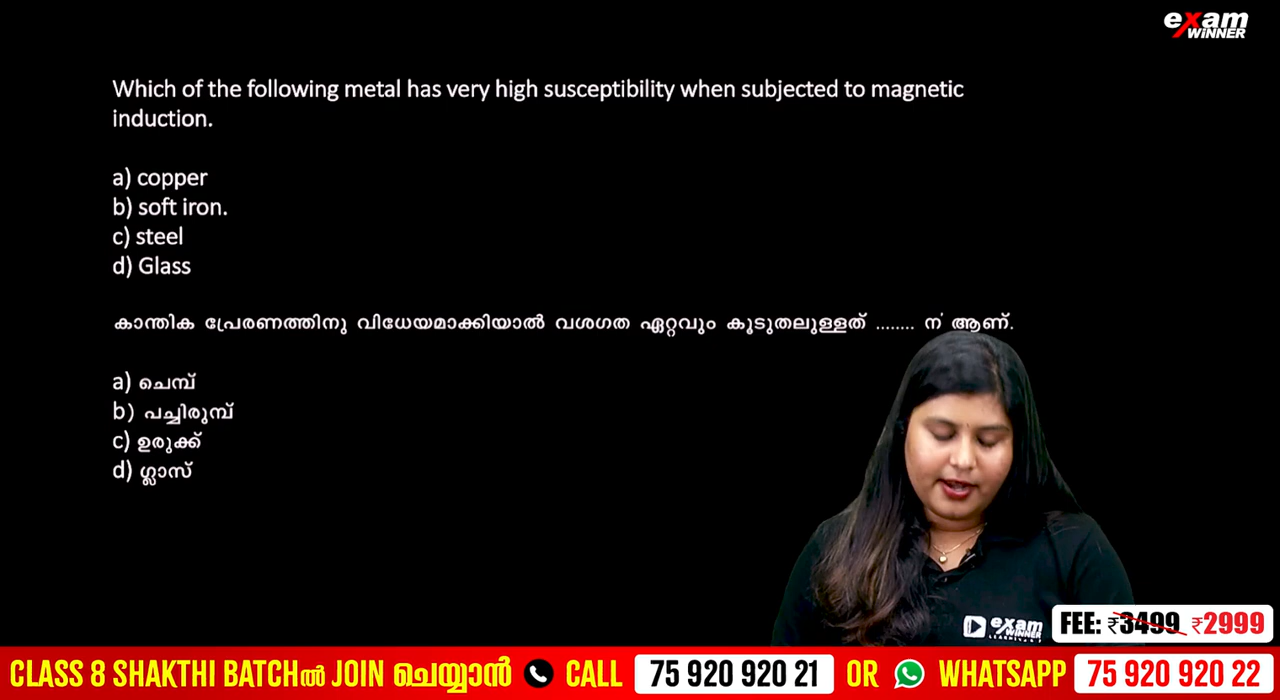 exam
WINNER
Which of the following metal has very high susceptibility when subjected to magnetic
induction.
a) copper
b) soft iron.
c) steel
d) Glass
കാന്തിക പ്രേരണത്തിനു വിധേയമാക്കിയാൽ വശഗത ഏറ്റവും കൂടുതലുള്ളത് ........ ന് ആണ്.
a) ചെമ്പ്
b) പച്ചിരുമ്പ്
c) ഉരുക്ക്
d) ഗ്ലാസ്
exam
WINNER
LEARNING
FEE: ₹3499 ₹2999
CLASS 8 SHAKTHI BATCHൽ JOIN ചെയ്യാൻ CALL 75 920 920 21 OR WHATSAPP 75 920 920 22